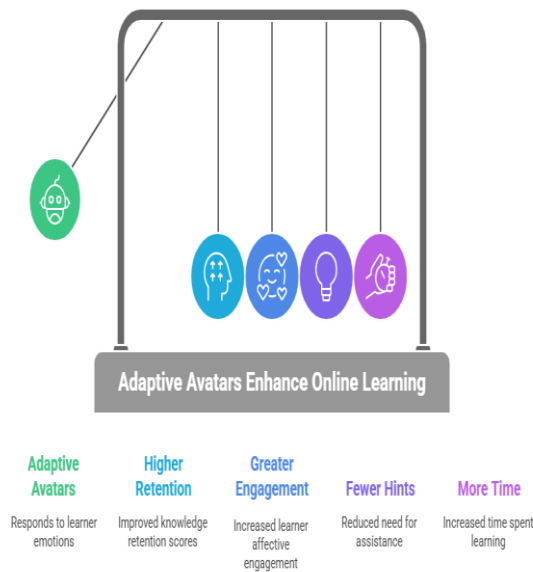 Adaptive Avatars Enhance Online Learning
Adaptive
Avatars
Responds to learner
emotions
Higher
Retention
Improved knowledge
retention scores
Greater
Engagement
Increased learner
affective
engagement
Fewer Hints
Reduced need for
assistance
More Time
Increased time spent
learning